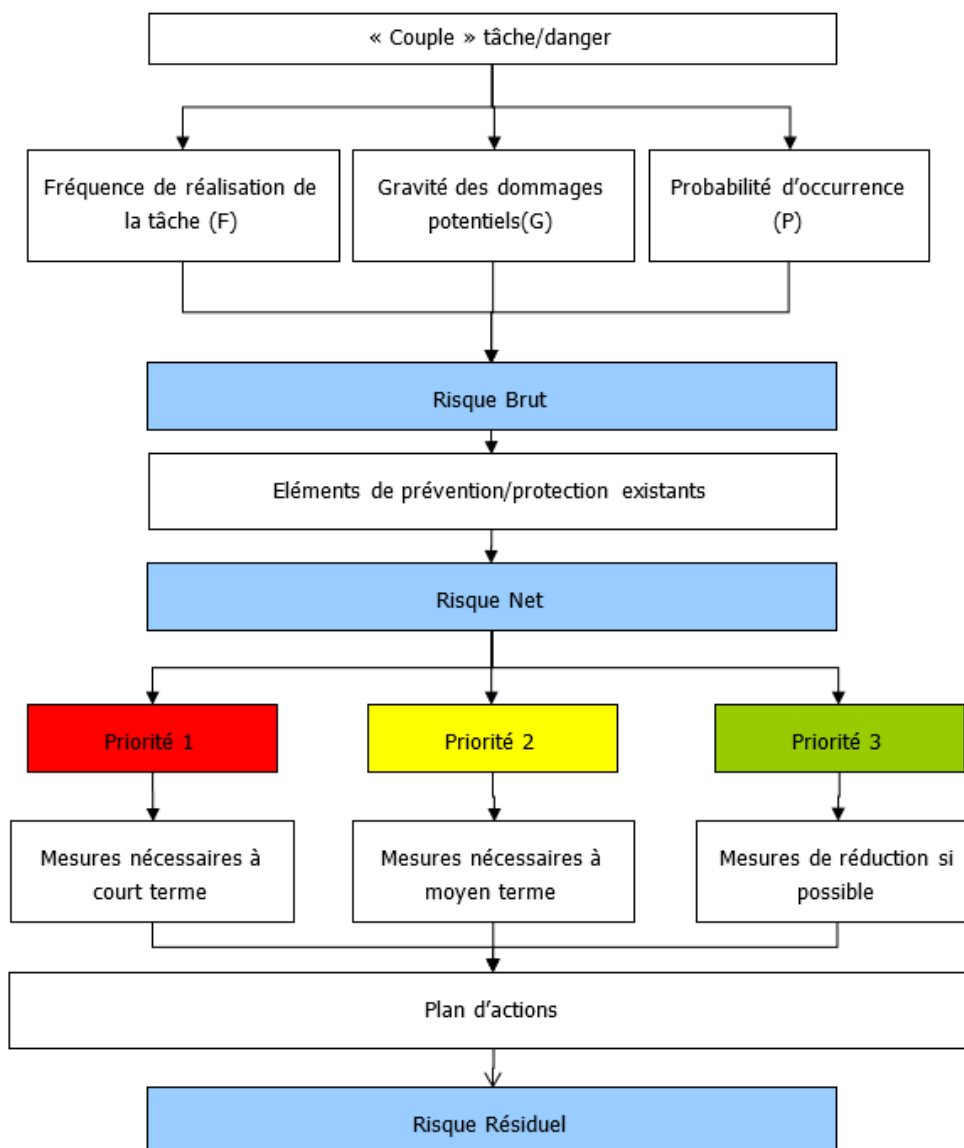 « Couple » tâche/danger
Fréquence de réalisation de
la tâche (F)
Gravité des dommages
potentiels(G)
Probabilité d'occurrence
(P)
Risque Brut
Eléments de prévention/protection existants
Risque Net
Priorité 1
Priorité 2
Priorité 3
Mesures nécessaires à
court terme
Mesures nécessaires à
moyen terme
Mesures de réduction si
possible
Plan d'actions
Risque Résiduel